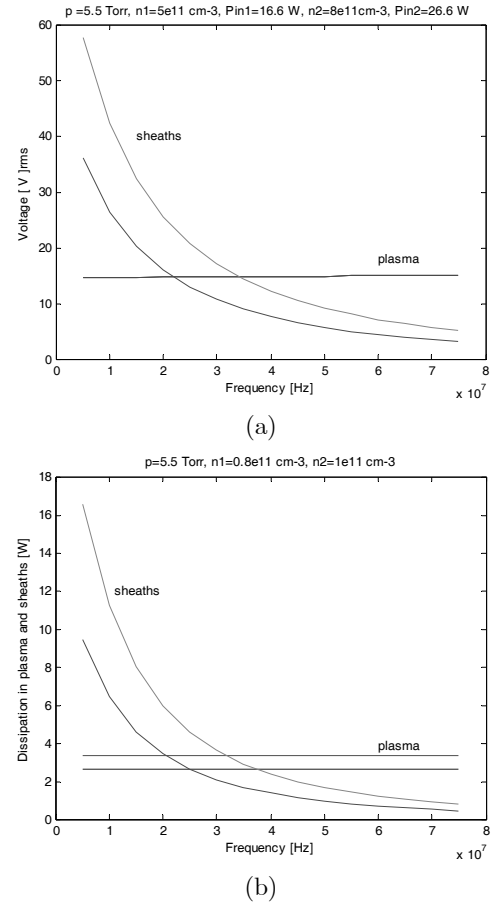 p =5.5 Torr, n1=5e11 cm-3, Pin1=16.6 W, n2=8e11cm-3, Pin2=26.6 W
60
50
40
30
20
10
0
Voltage [ V ]rms
sheaths
plasma
0 1 2 3 4 5 6 7 8
Frequency [Hz]
x 10^7
(a)
p=5.5 Torr, n1=0.8e11 cm-3, n2=1e11 cm-3
18
16
14
12
10
8
6
4
2
0
Dissipation in plasma and sheaths [W]
sheaths
plasma
0 1 2 3 4 5 6 7 8
Frequency [Hz]
x 10^7
(b)